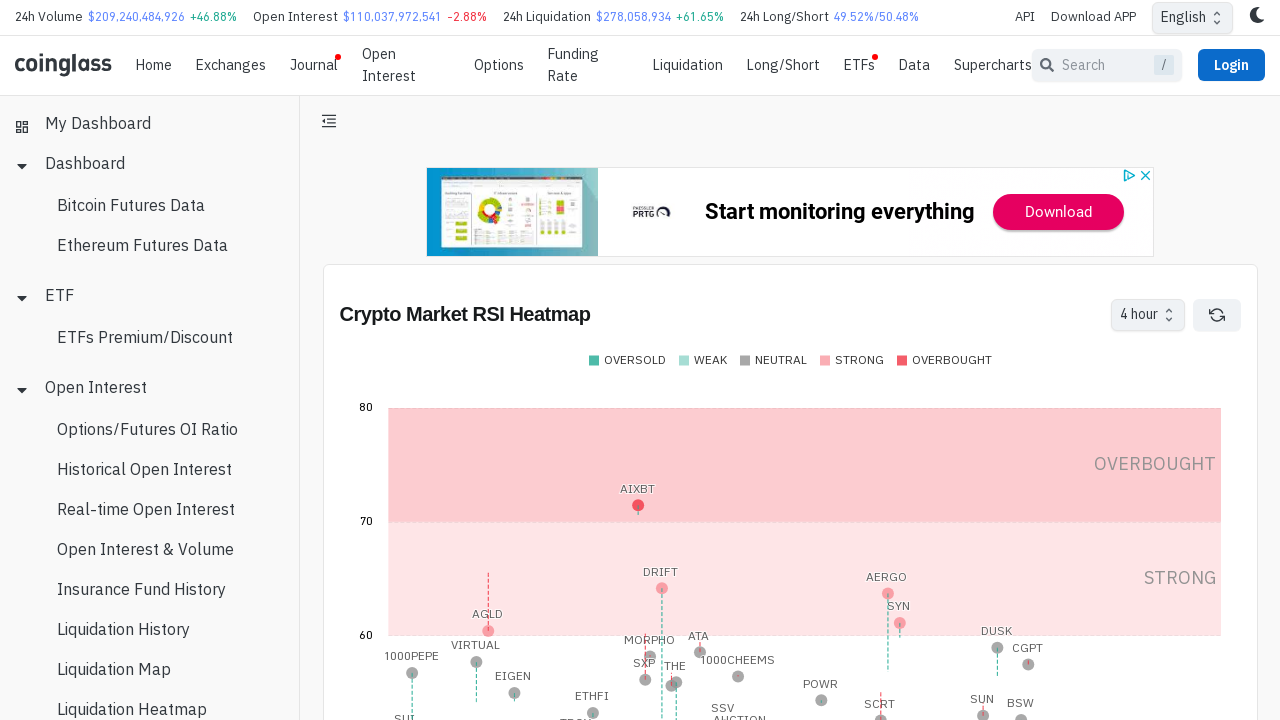 24h Volume $209,240,484,926 +46.88% Open Interest $110,037,972,541 -2.88% 24h Liquidation $278,058,934 +61.65% 24h Long/Short 49.52%/50.48% API Download APP English
coinglass Home Exchanges Journal Open Interest Options Funding Rate Liquidation Long/Short ETFs Data Supercharts Search / Login
My Dashboard
Dashboard
Bitcoin Futures Data
Ethereum Futures Data
ETF
ETFs Premium/Discount
Open Interest
Options/Futures OI Ratio
Historical Open Interest
Real-time Open Interest
Open Interest & Volume
Insurance Fund History
Liquidation History
Liquidation Map
Liquidation Heatmap
PAESSLER PRTG Start monitoring everything Download
Crypto Market RSI Heatmap 4 hour
OVERSOLD WEAK NEUTRAL STRONG OVERBOUGHT
80
OVERBOUGHT
AIXBT
70
DRIFT AERGO STRONG
SYN
AGLD
60 VIRTUAL MORPHO ATA DUSK
1000PEPE SXP THE 1000CHEEMS CGPT
EIGEN POWR
ETHFI SCRT SUN BSW
SSV
AUCTION